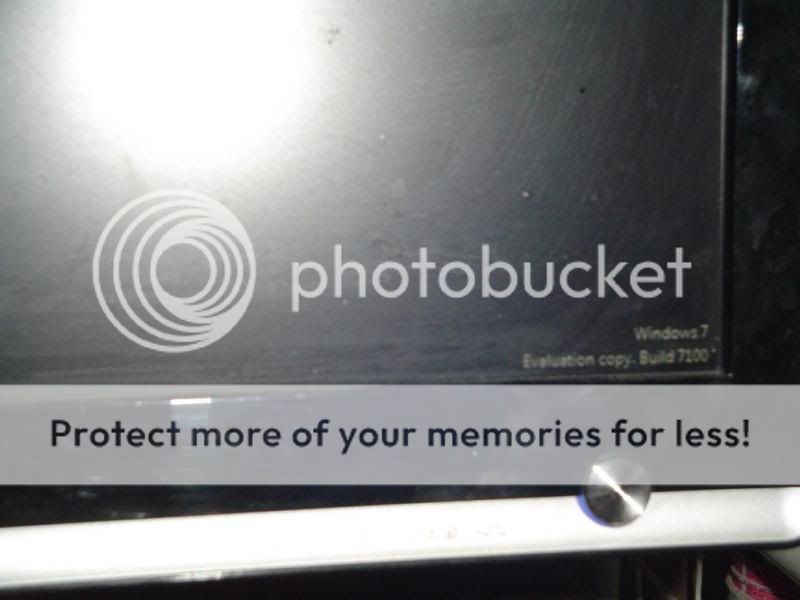 photobucket
Windows 7
Evaluation copy. Build 7100
Protect more of your memories for less!